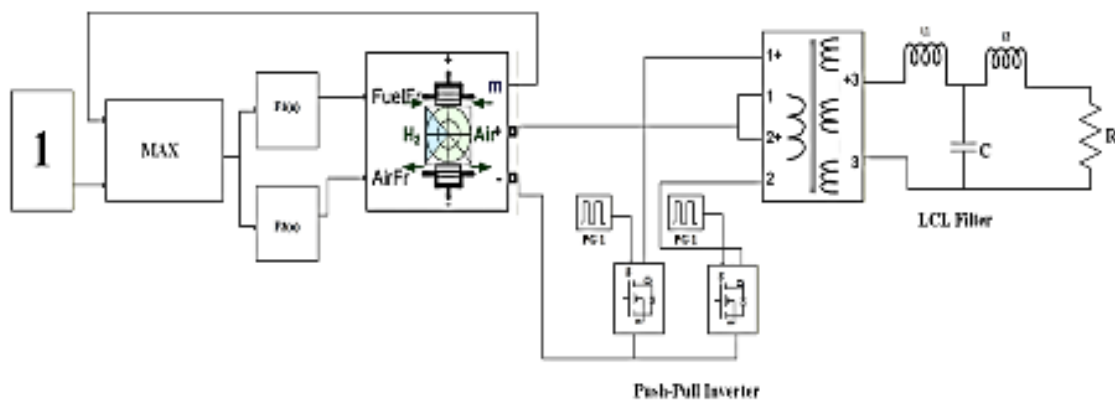 1
MAX
FuelFr
AirFr
H2
Air
m
+
-
1+
1
2+
2
+3
3
C
R
LCL Filter
Push-Pull Inverter